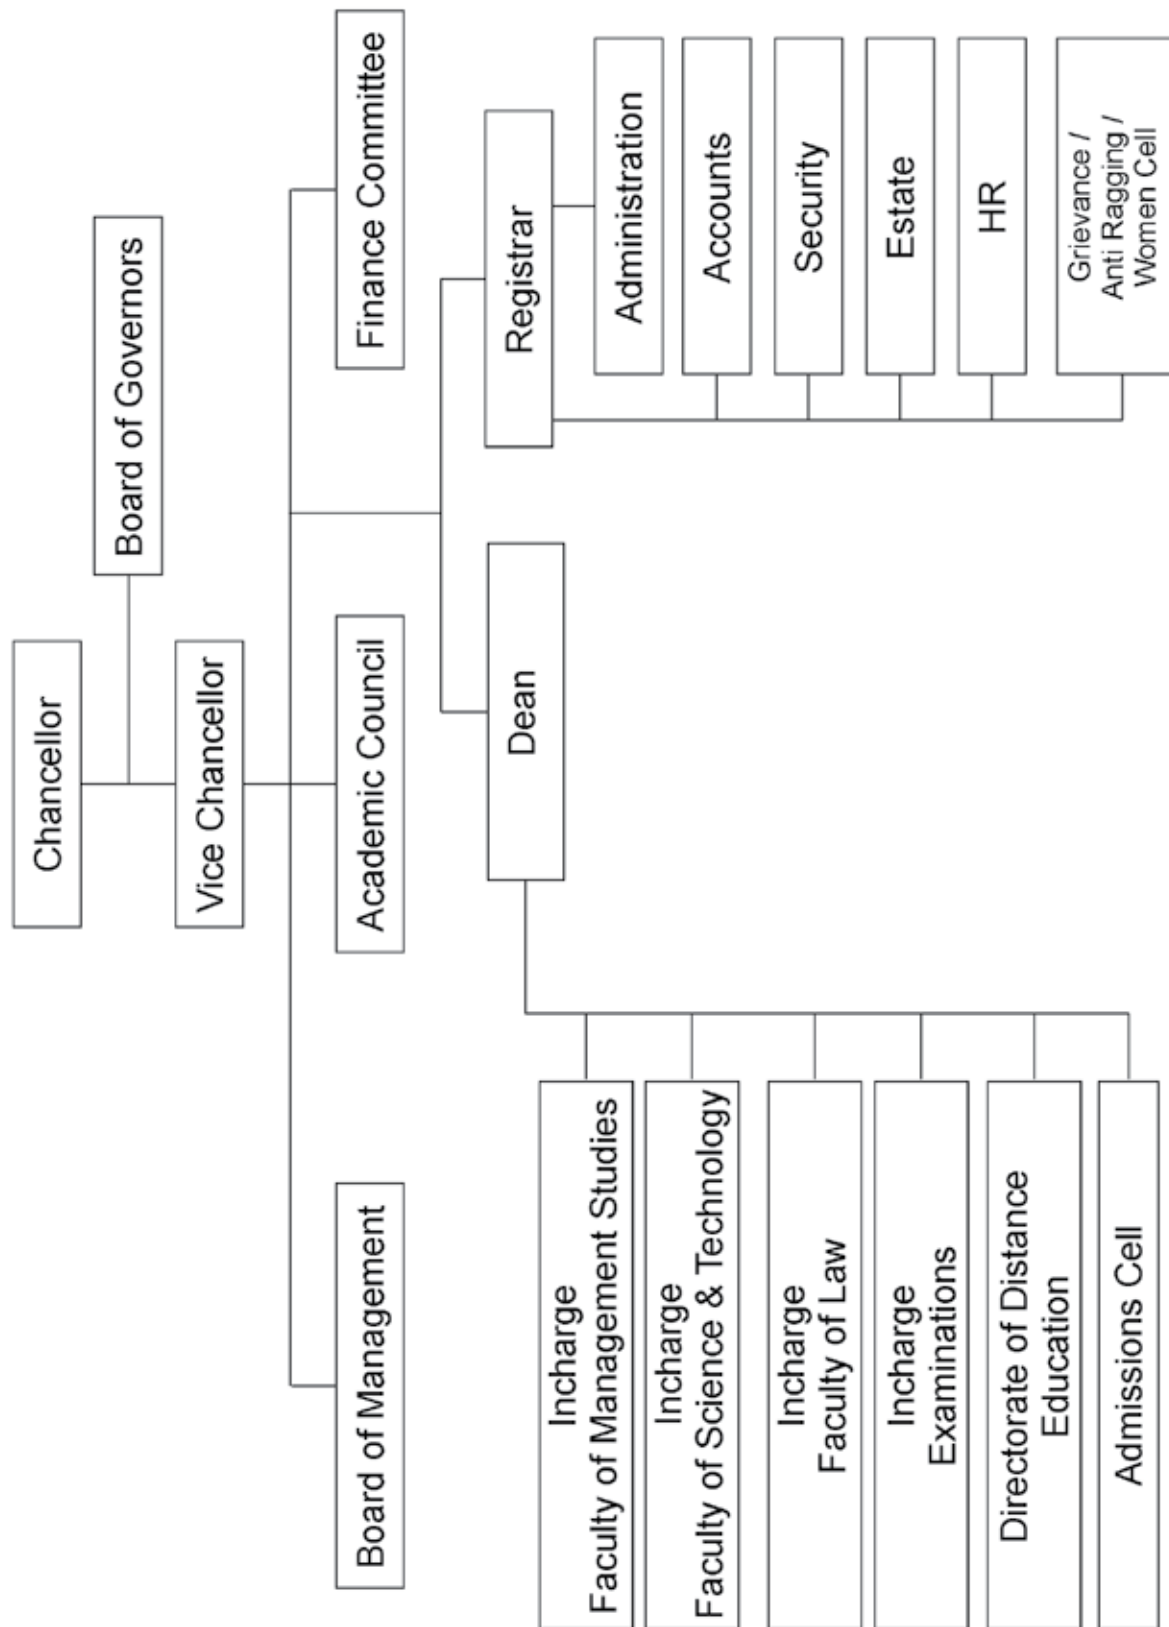 Chancellor
Board of Governors
Vice Chancellor
Board of Management
Academic Council
Finance Committee
Dean
Registrar
Incharge
Faculty of Management Studies
Incharge
Faculty of Science & Technology
Incharge
Faculty of Law
Incharge
Examinations
Directorate of Distance
Education
Admissions Cell
Administration
Accounts
Security
Estate
HR
Grievance /
Anti Ragging /
Women Cell